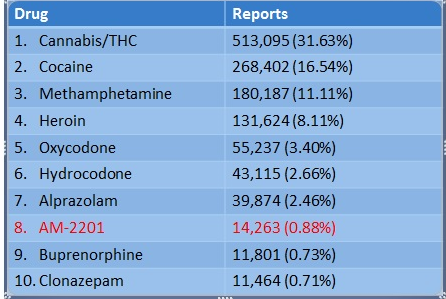 Drug Reports
1. Cannabis/THC 513,095 (31.63%)
2. Cocaine 268,402 (16.54%)
3. Methamphetamine 180,187 (11.11%)
4. Heroin 131,624 (8.11%)
5. Oxycodone 55,237 (3.40%)
6. Hydrocodone 43,115 (2.66%)
7. Alprazolam 39,874 (2.46%)
8. AM-2201 14,263 (0.88%)
9. Buprenorphine 11,801 (0.73%)
10. Clonazepam 11,464 (0.71%)